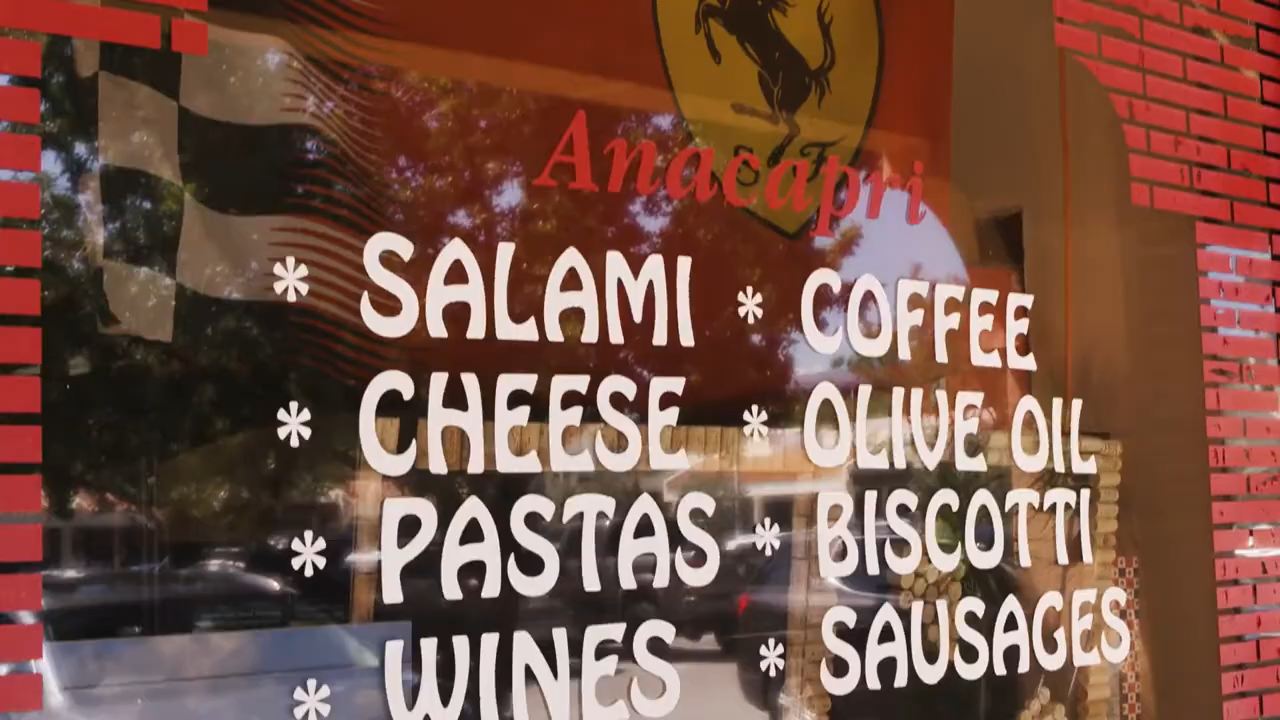 S F
Anacapri
* SALAMI
* CHEESE
* PASTAS
* WINES
* COFFEE
* OLIVE OIL
* BISCOTTI
* SAUSAGES